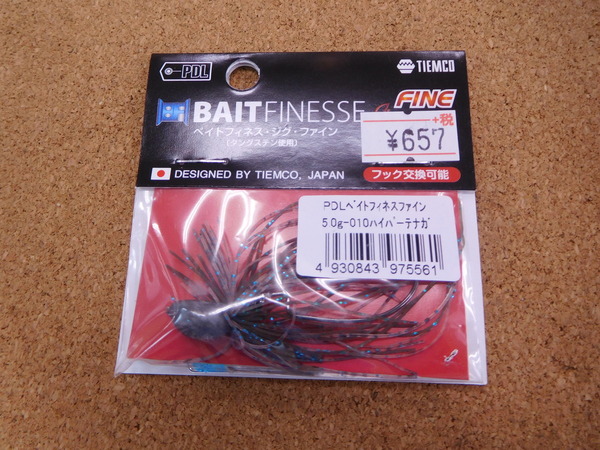 PDL
TIEMCO
BAITFINESSE
FINE
ベイトフィネス・ジグ・ファイン
(タングステン使用)
+税
¥657
DESIGNED BY TIEMCO, JAPAN
フック交換可能
PDLベイトフィネスファイン
50g-010ハイパーテナガ
4 930843 975561